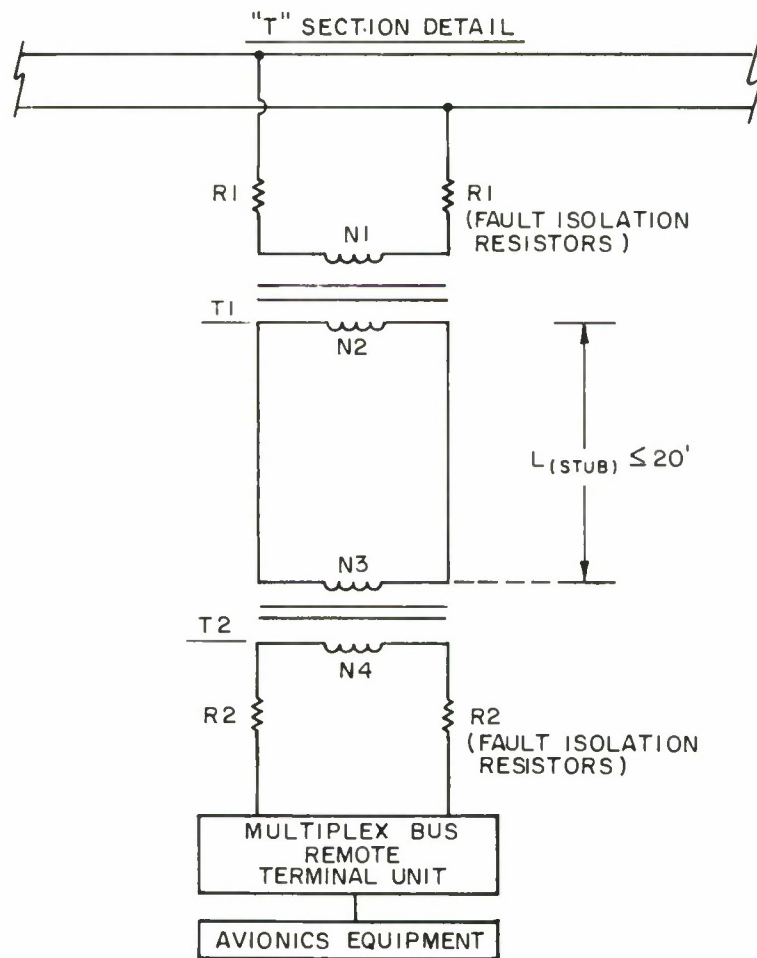 "T" SECTION DETAIL
R1
R1
(FAULT ISOLATION
RESISTORS)
N1
T1
N2
L(STUB) ≤ 20'
N3
T2
N4
R2
R2
(FAULT ISOLATION
RESISTORS)
MULTIPLEX BUS
REMOTE
TERMINAL UNIT
AVIONICS EQUIPMENT